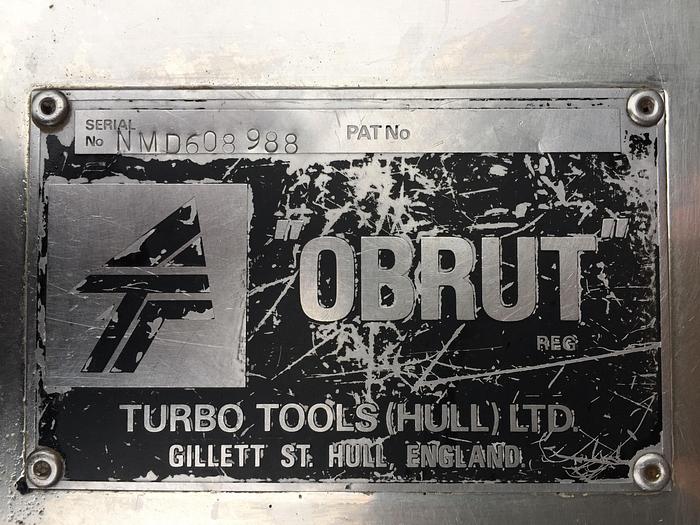 SERIAL
No NMD608 988 PAT No
"OBRUT"
REG
TURBO TOOLS (HULL) LTD.
GILLETT ST. HULL, ENGLAND.